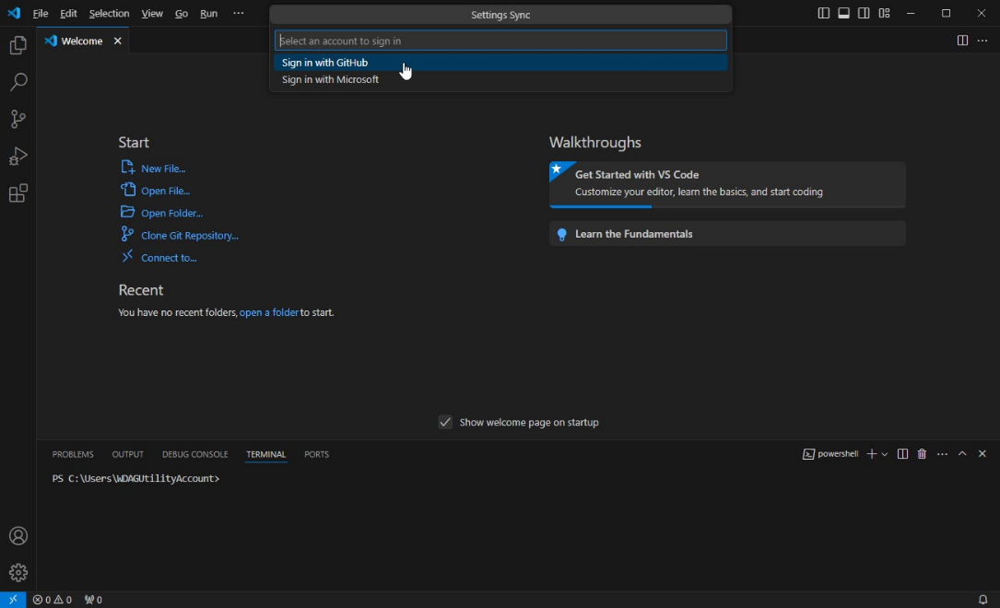 File Edit Selection View Go Run ···
Settings Sync
Welcome
Select an account to sign in
Sign in with GitHub
Sign in with Microsoft
Start
New File...
Open File...
Open Folder...
Clone Git Repository...
Connect to...
Recent
You have no recent folders, open a folder to start.
Walkthroughs
Get Started with VS Code
Customize your editor, learn the basics, and start coding
Learn the Fundamentals
Show welcome page on startup
PROBLEMS OUTPUT DEBUG CONSOLE TERMINAL PORTS
powershell
PS C:\Users\WDAGUtilityAccount>
0 0 0